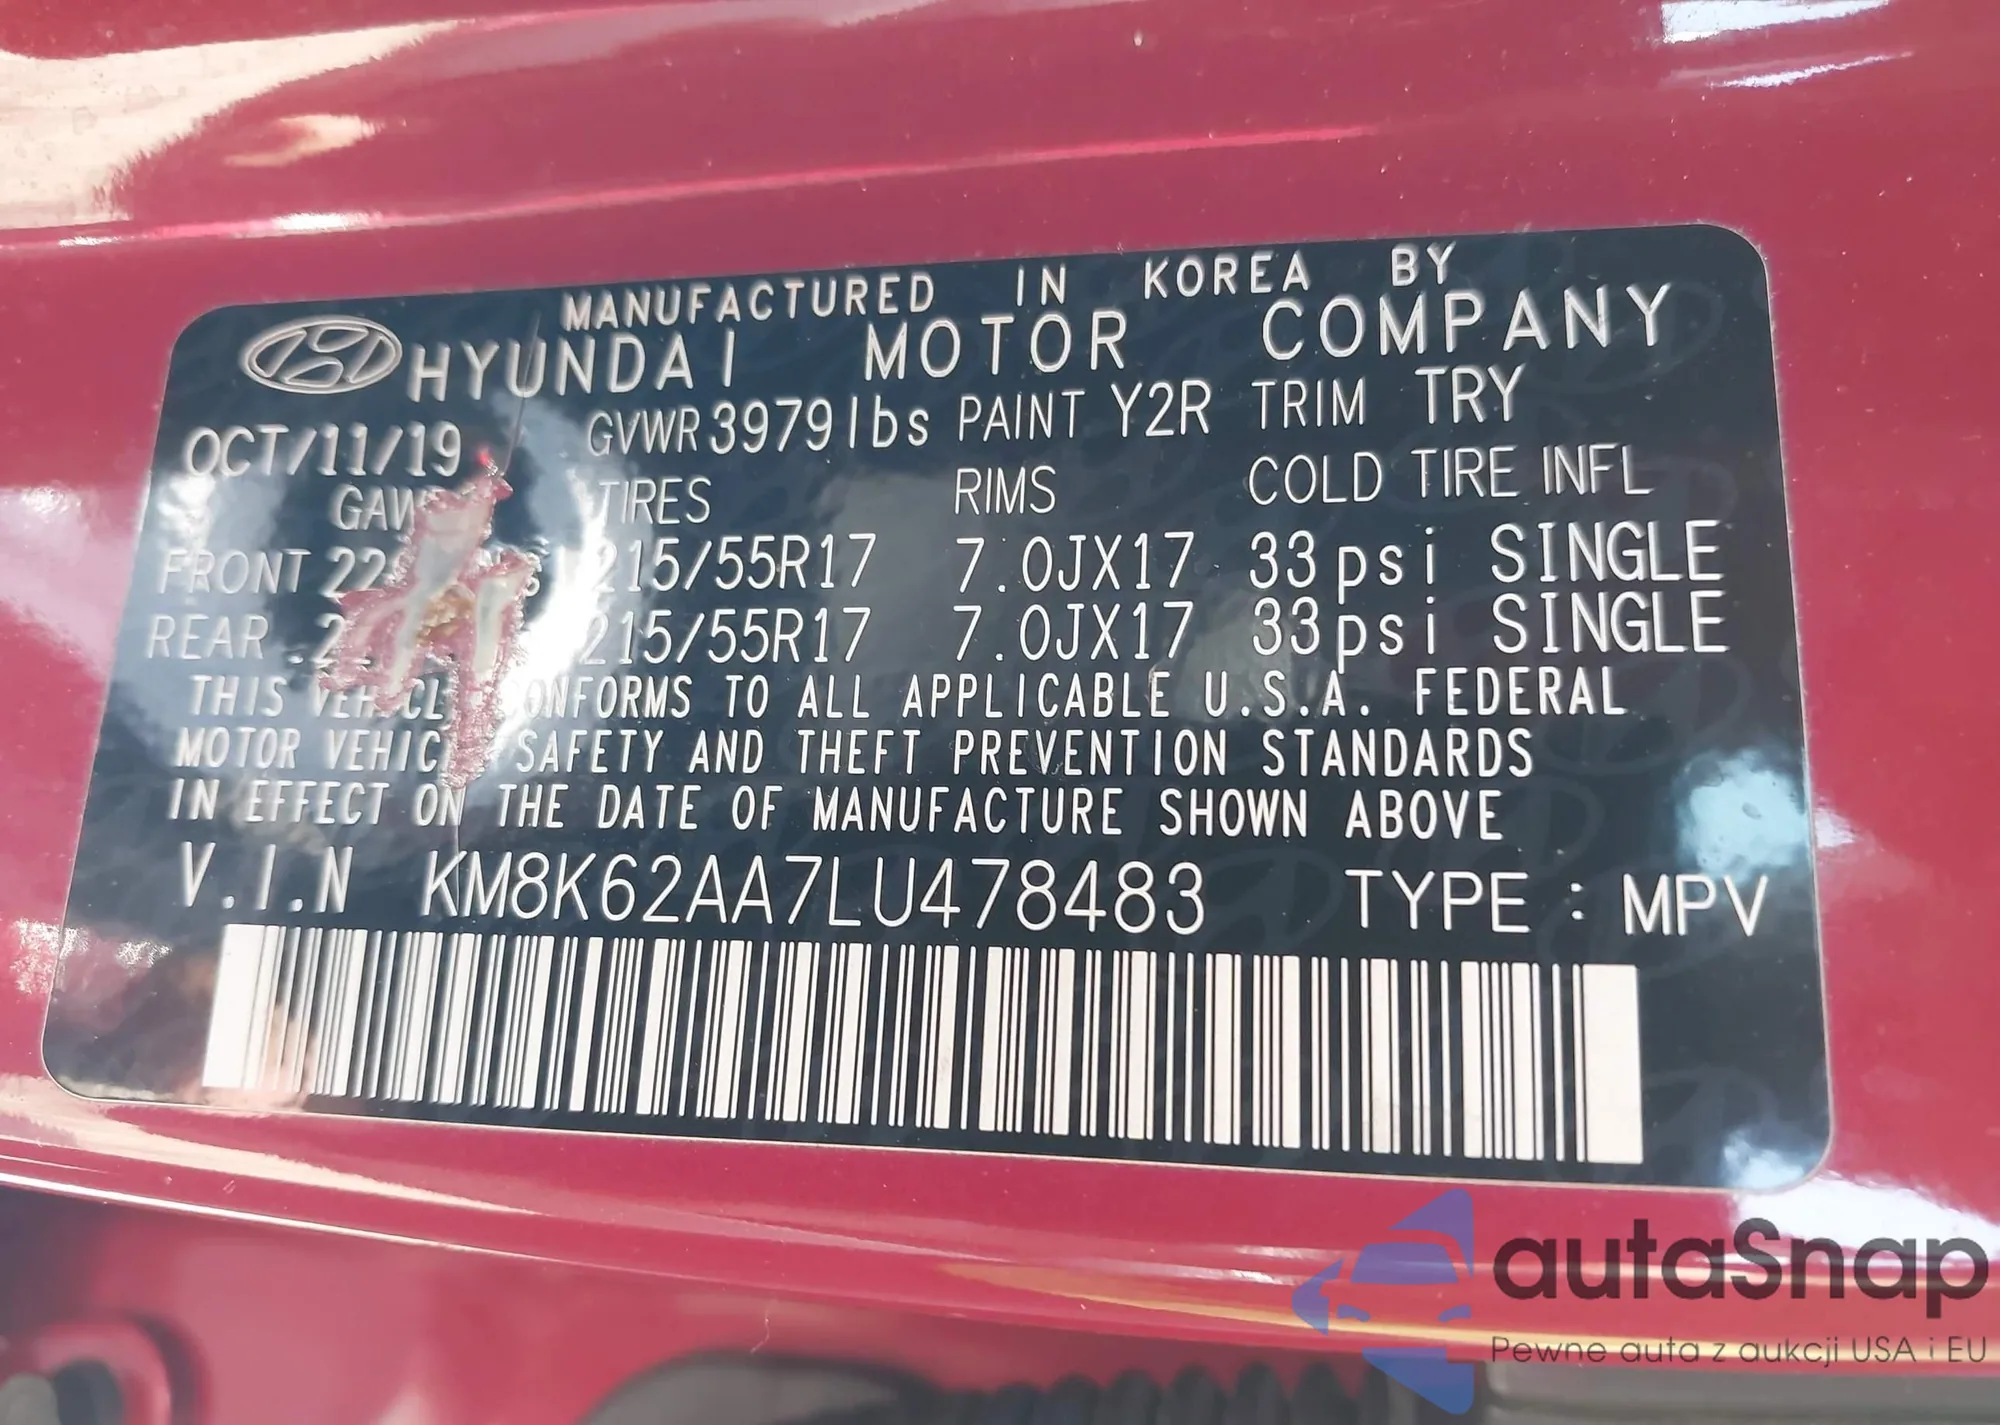 MANUFACTURED IN KOREA BY
HYUNDAI MOTOR COMPANY
OCT/11/19 GVWR 3979lbs PAINT Y2R TRIM TRY
TIRES RIMS COLD TIRE INFL
FRONT 215/55R17 7.0JX17 33psi SINGLE
REAR 215/55R17 7.0JX17 33psi SINGLE
THIS VEHICLE CONFORMS TO ALL APPLICABLE U.S.A. FEDERAL
MOTOR VEHICLE SAFETY AND THEFT PREVENTION STANDARDS
IN EFFECT ON THE DATE OF MANUFACTURE SHOWN ABOVE
V.I.N KM8K62AA7LU478483 TYPE : MPV
autaSnap
Pewne auta z aukcji USA i EU